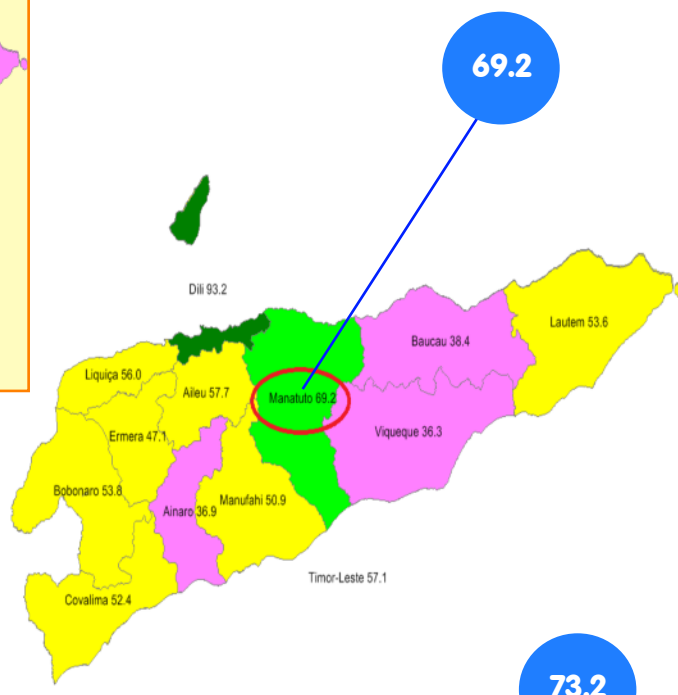 69.2
Dili 93.2
Lautem 53.6
Baucau 38.4
Liquiça 56.0
Aileu 57.7
Manatuto 69.2
Ermera 47.1
Viqueque 36.3
Bobonaro 53.8
Manufahi 50.9
Ainaro 36.9
Timor-Leste 57.1
Covalima 52.4
73.2